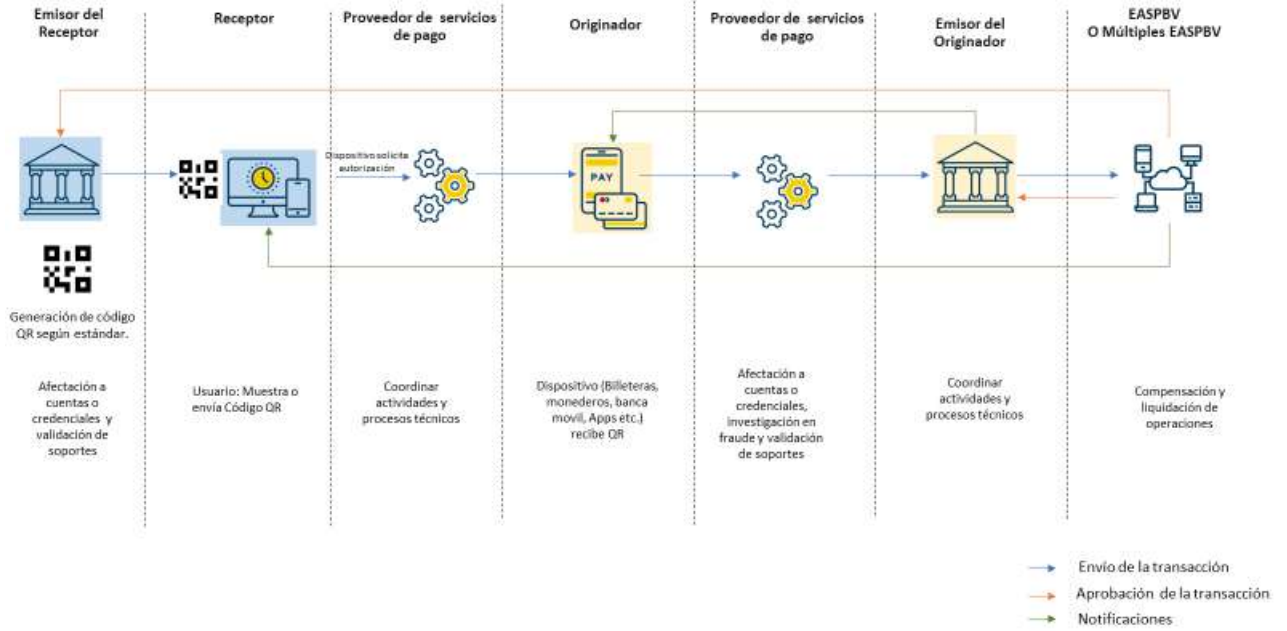 Emisor del
Receptor
Receptor
Proveedor de servicios
de pago
Originador
Proveedor de servicios
de pago
Emisor del
Originador
EASPBV
O Múltiples EASPBV
Dispositivo solicita
autorización
PAY
Generación de código
QR según estándar.
Afectación a
cuentas o
credenciales y
validación de
soportes
Usuario: Muestra o
envía Código QR
Coordinar
actividades y
procesos técnicos
Dispositivo (Billeteras,
monederos, banca
movil, Apps etc.)
recibe QR
Afectación a
cuentas o
credenciales,
investigación en
fraude y validación
de soportes
Coordinar
actividades y
procesos técnicos
Compensación y
liquidación de
operaciones
Envío de la transacción
Aprobación de la transacción
Notificaciones